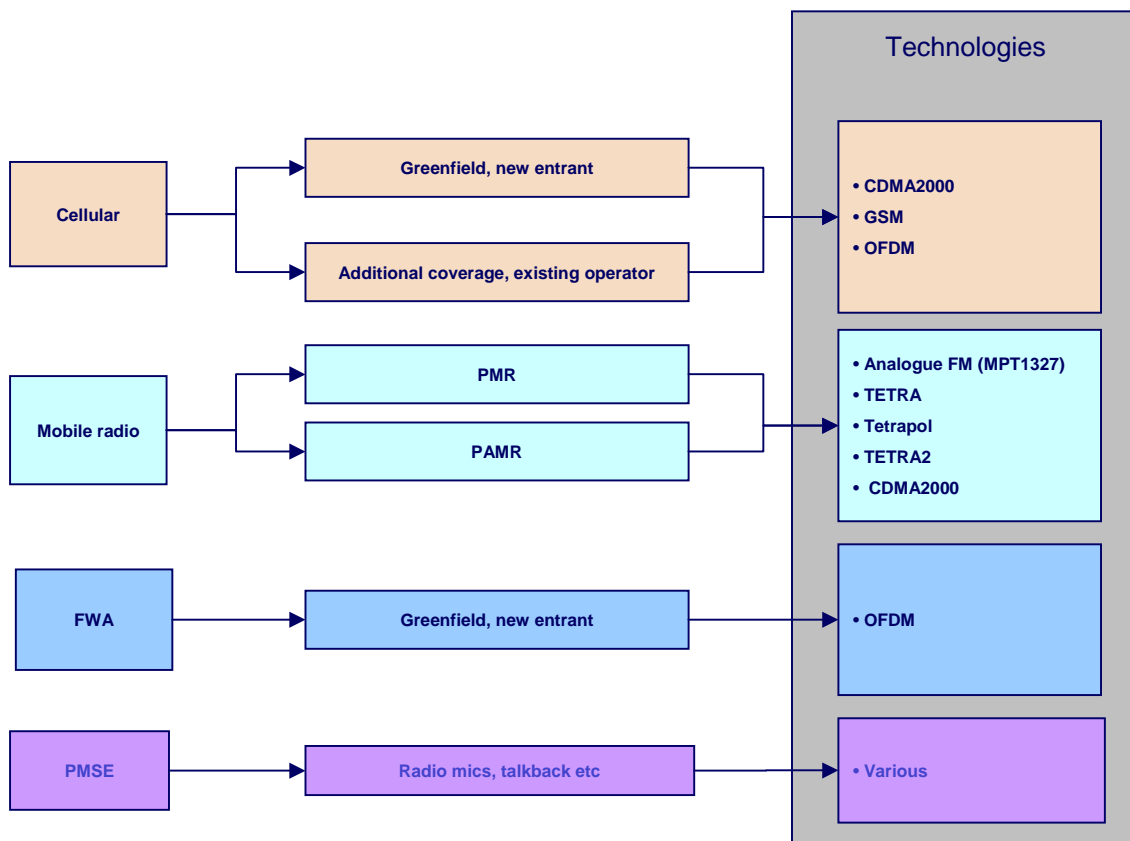 Technologies
Cellular
Greenfield, new entrant
Additional coverage, existing operator
• CDMA2000
• GSM
• OFDM
Mobile radio
PMR
PAMR
• Analogue FM (MPT1327)
• TETRA
• Tetrapol
• TETRA2
• CDMA2000
FWA
Greenfield, new entrant
• OFDM
PMSE
Radio mics, talkback etc
• Various